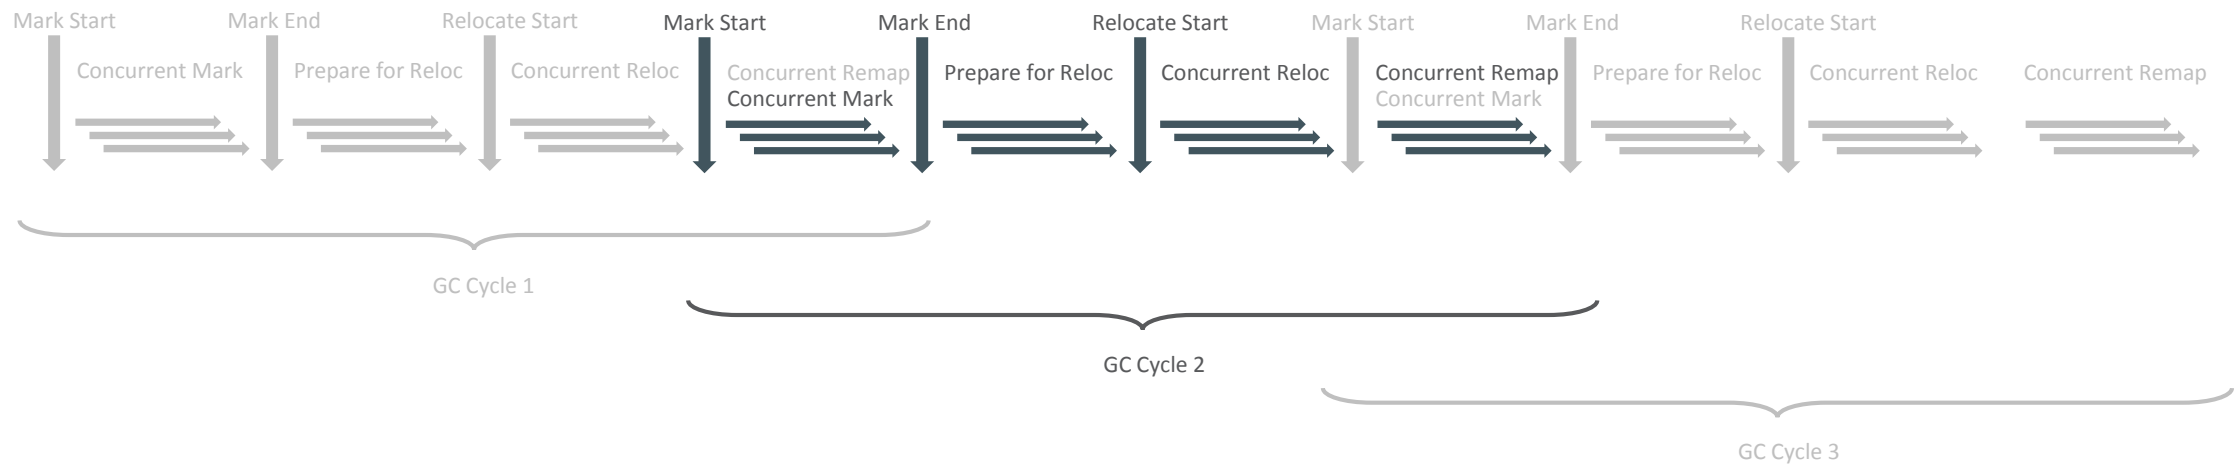 Mark Start
Mark End
Relocate Start
Mark Start
Mark End
Relocate Start
Mark Start
Mark End
Relocate Start
Concurrent Mark
Prepare for Reloc
Concurrent Reloc
Concurrent Remap
Concurrent Mark
Prepare for Reloc
Concurrent Reloc
Concurrent Remap
Concurrent Mark
Prepare for Reloc
Concurrent Reloc
Concurrent Remap
GC Cycle 1
GC Cycle 2
GC Cycle 3